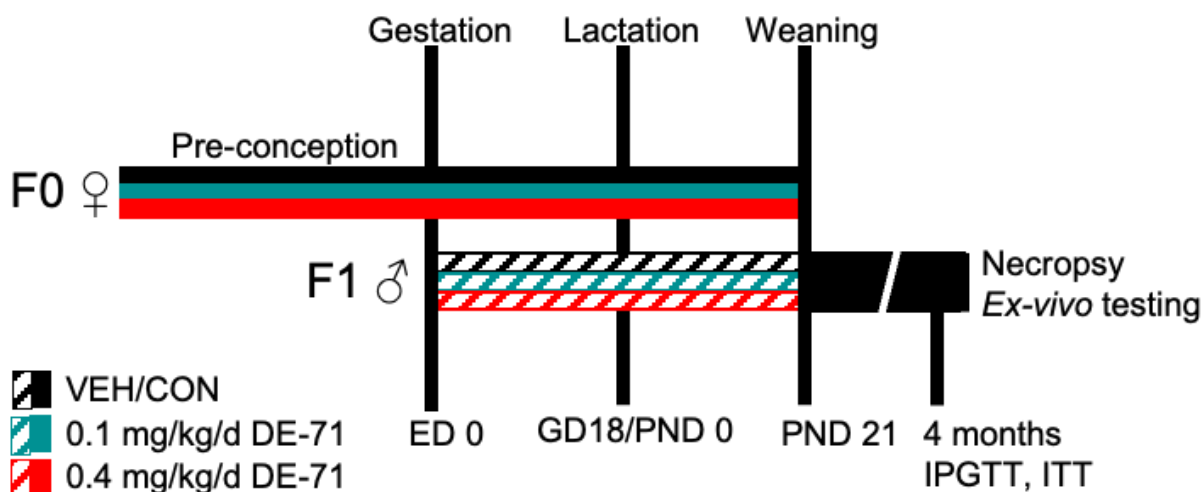 Gestation Lactation Weaning
Pre-conception
F0 ♀
F1 ♂
Necropsy
Ex-vivo testing
VEH/CON
0.1 mg/kg/d DE-71
0.4 mg/kg/d DE-71
ED 0 GD18/PND 0 PND 21 4 months
IPGTT, ITT